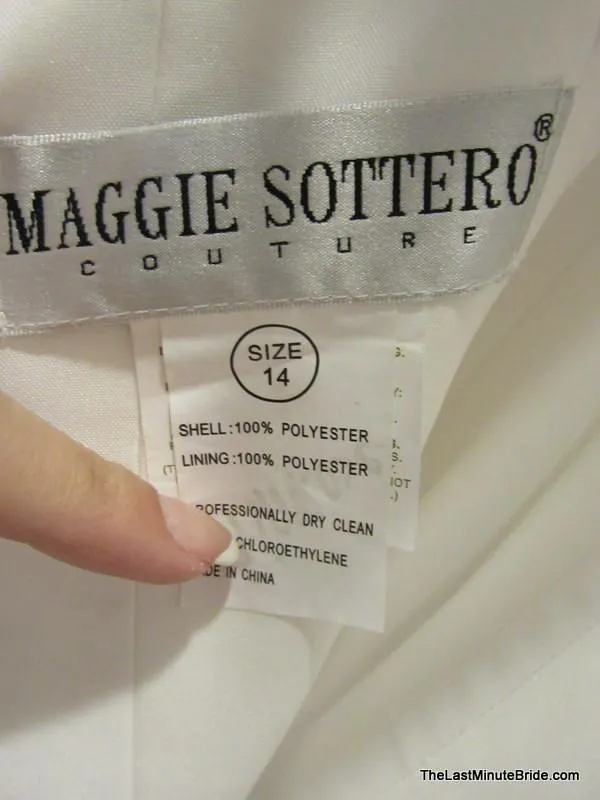 MAGGIE SOTTERO®
COUTURE
SIZE
14
SHELL:100% POLYESTER
LINING:100% POLYESTER
ROFESSIONALLY DRY CLEAN
CHLOROETHYLENE
DE IN CHINA
TheLastMinuteBride.com